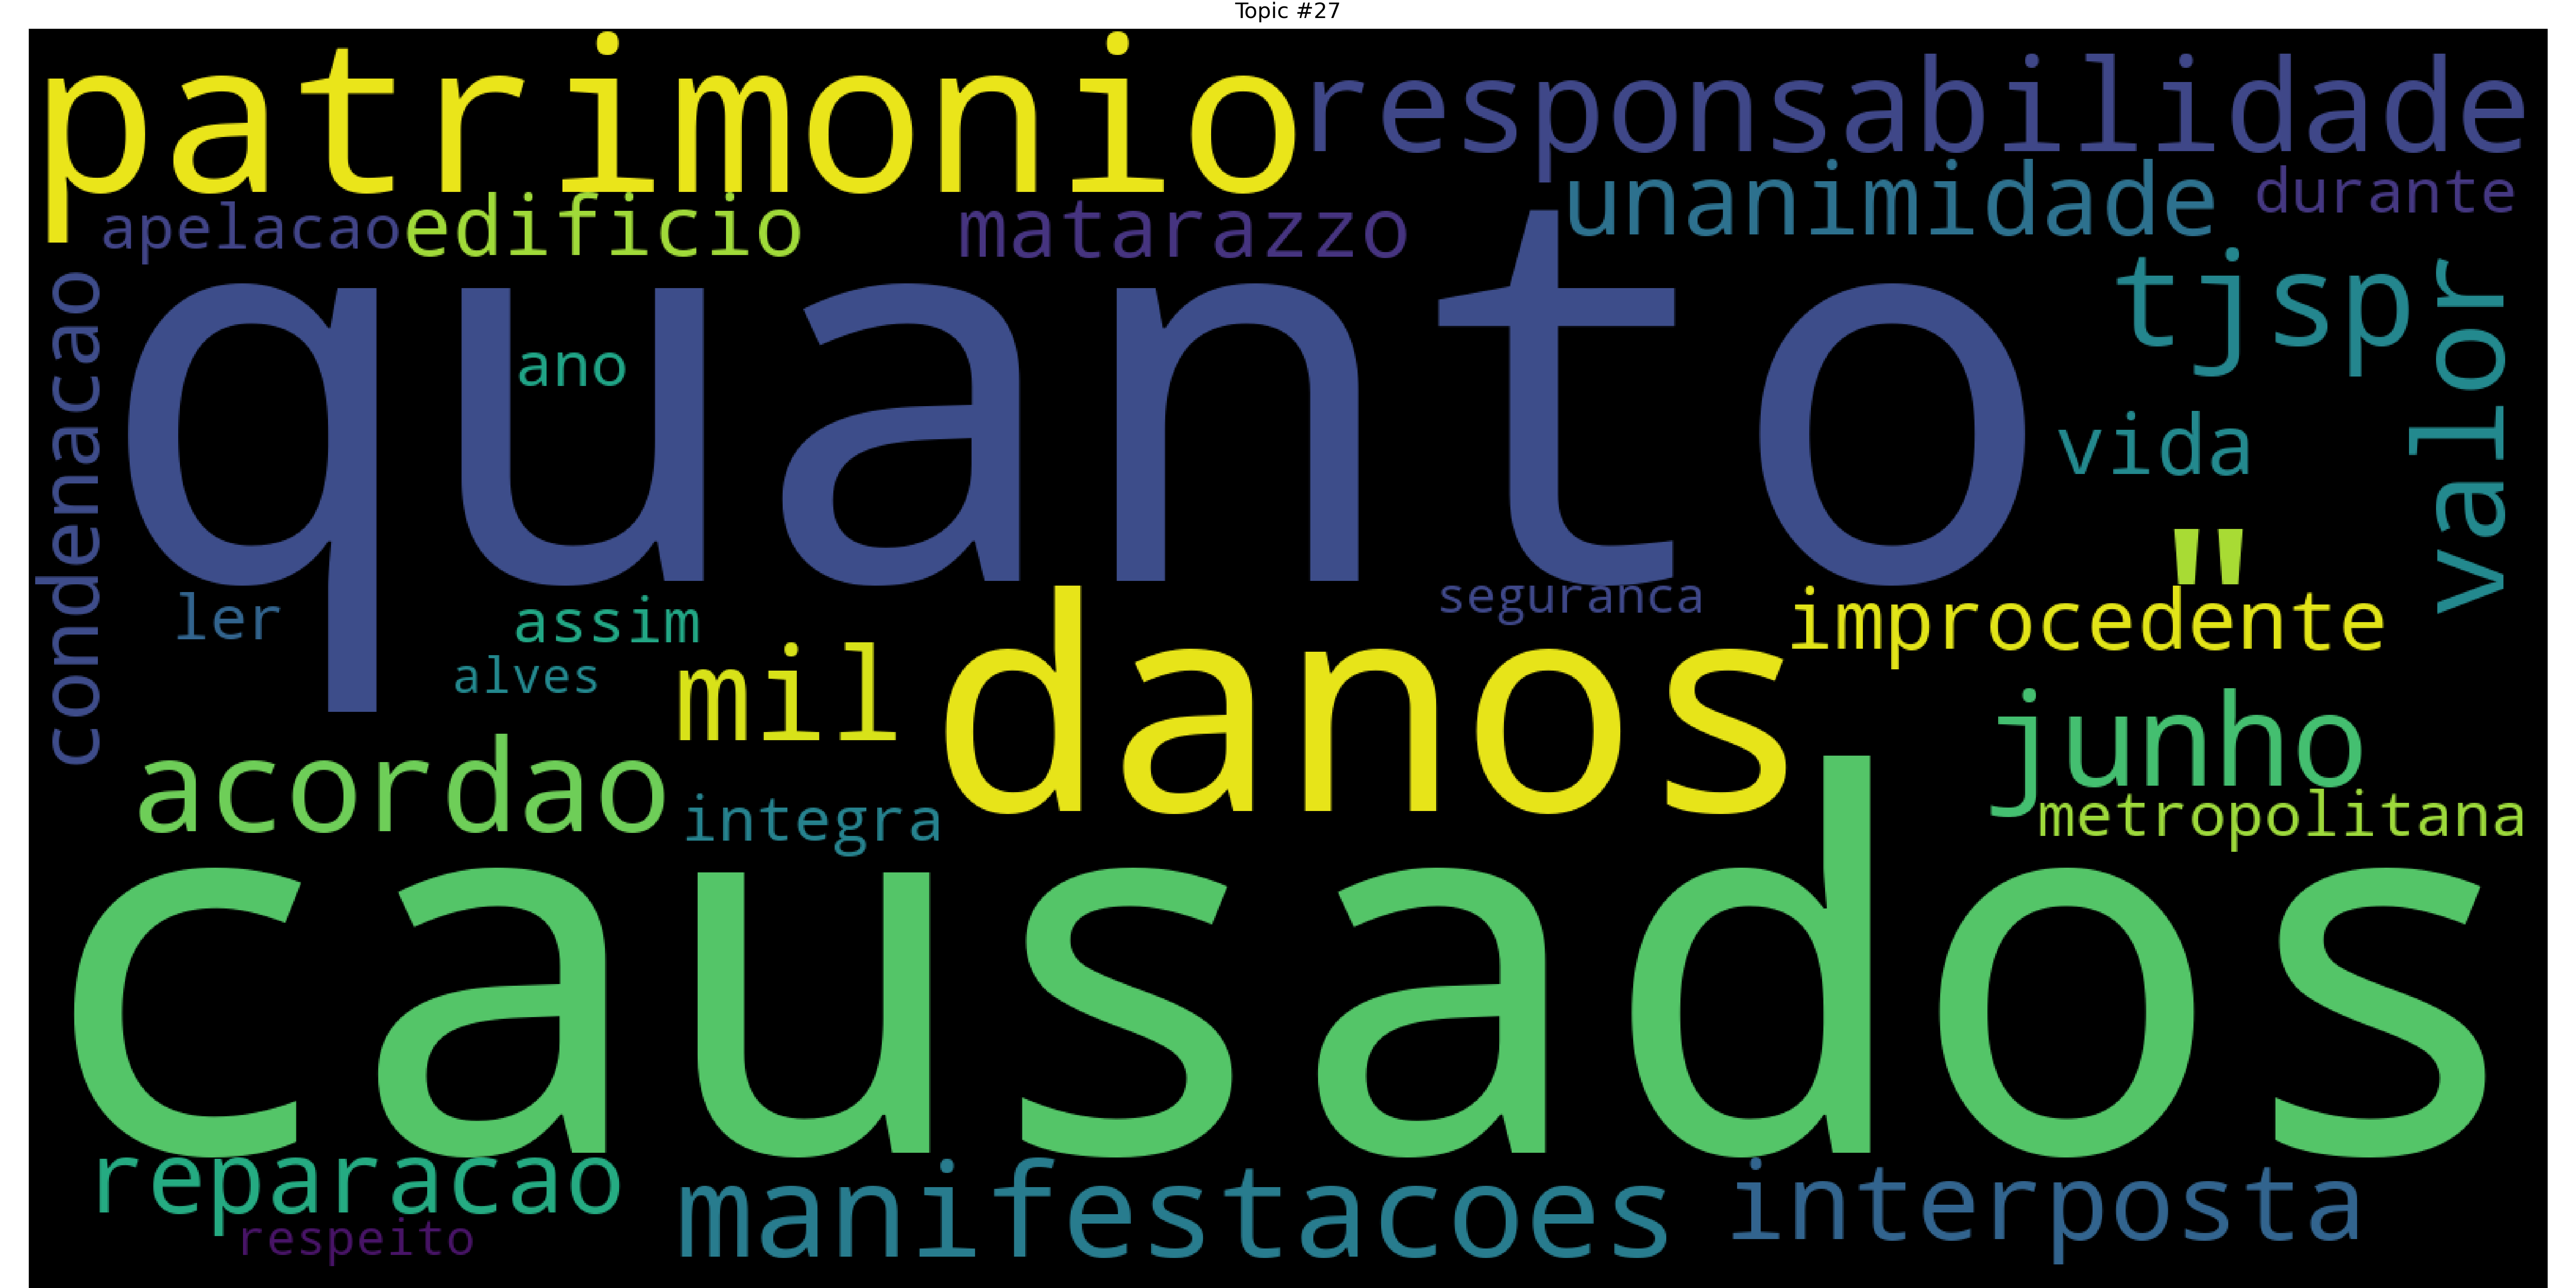 Topic #27
patrimonio
responsabilidade
apelacao
edificio
matarazzo
unanimidade
durante
condenacao
quanto
ano
tjsp
valor
vida
"
ler
assim
seguranca
improcedente
alves
mil
danos
junho
acordao
integra
metropolitana
causados
reparacao
respeito
manifestacoes
interposta